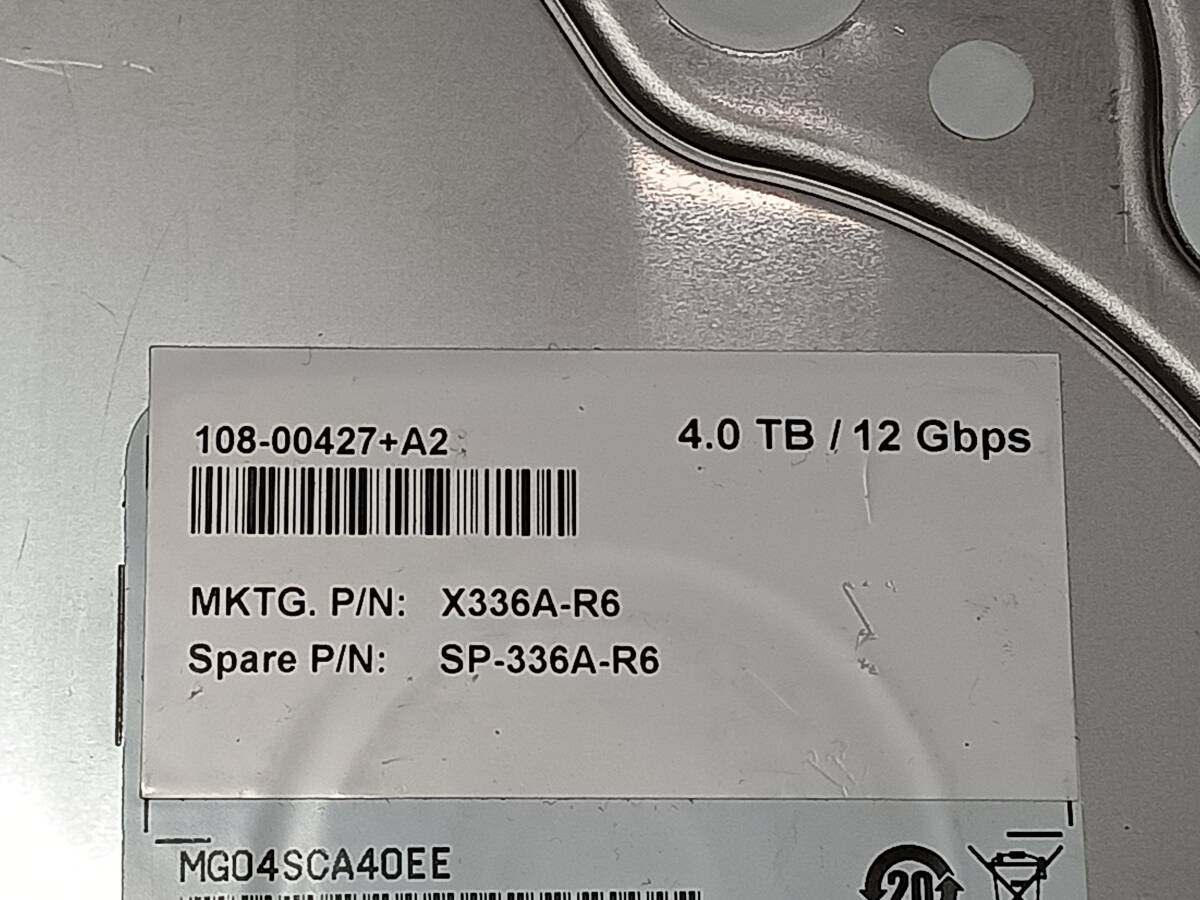 108-00427+A2
4.0 TB / 12 Gbps
MKTG. P/N: X336A-R6
Spare P/N: SP-336A-R6
MG04SCA40EE
20